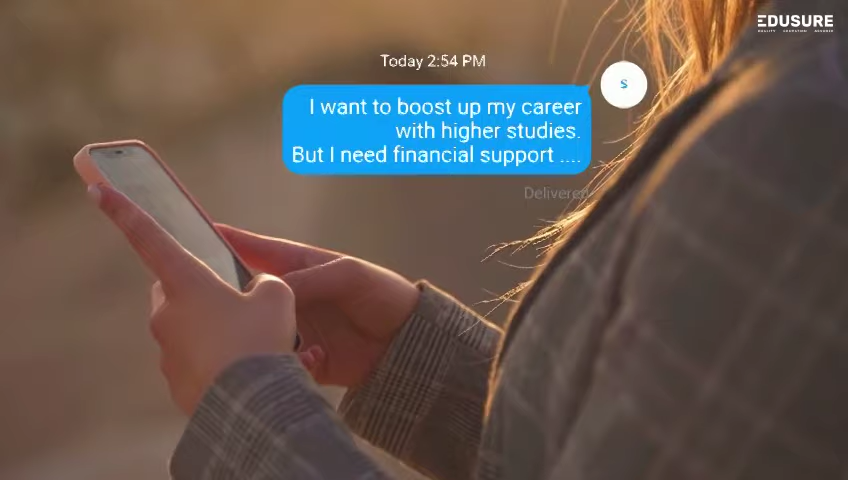 EDUSURE
Today 2:54 PM
S
I want to boost up my career
with higher studies.
But I need financial support ....
Delivered